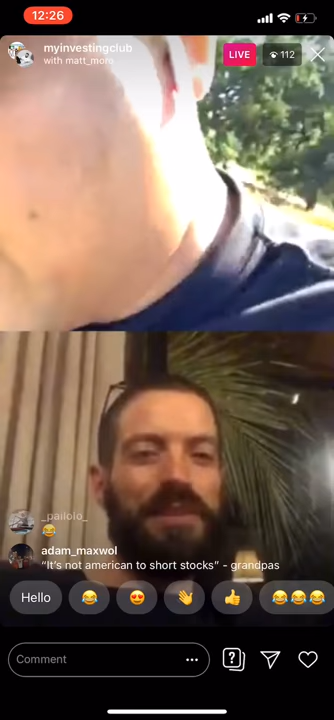 12:26
myinvestingclub
with matt_moro
LIVE
112
_pailolo_
😂
adam_maxwol
“It’s not american to short stocks” - grandpas
Hello 😂 😍 👋 👍 😂😂😂
Comment